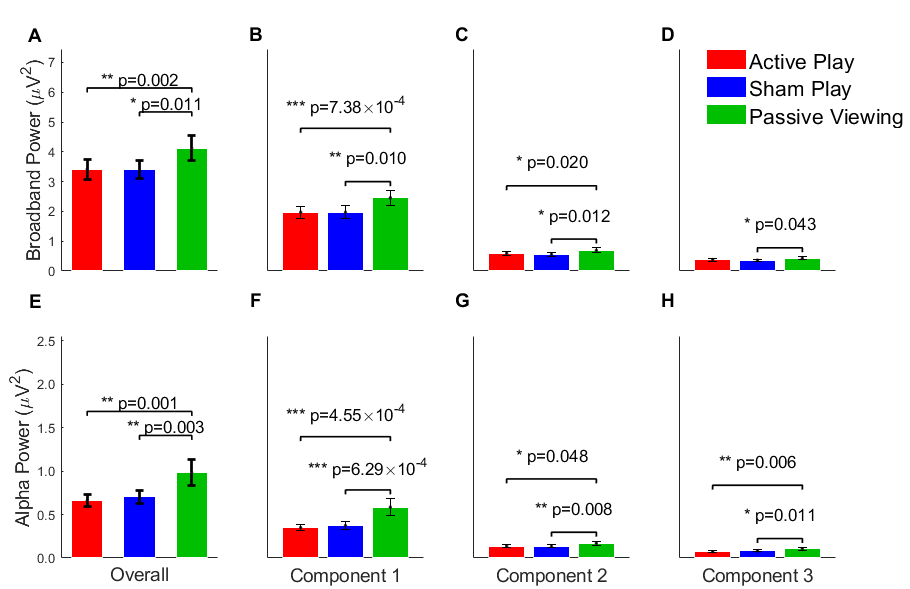 A
B
C
D
Active Play
Sham Play
Passive Viewing
Broadband Power (μV²)
7
6
5
4
3
2
1
0
** p=0.002
* p=0.011
*** p=7.38×10⁻⁴
** p=0.010
* p=0.020
* p=0.012
* p=0.043
E
F
G
H
Alpha Power (μV²)
2.5
2.0
1.5
1.0
0.5
0.0
** p=0.001
** p=0.003
*** p=4.55×10⁻⁴
*** p=6.29×10⁻⁴
* p=0.048
** p=0.008
** p=0.006
* p=0.011
Overall
Component 1
Component 2
Component 3